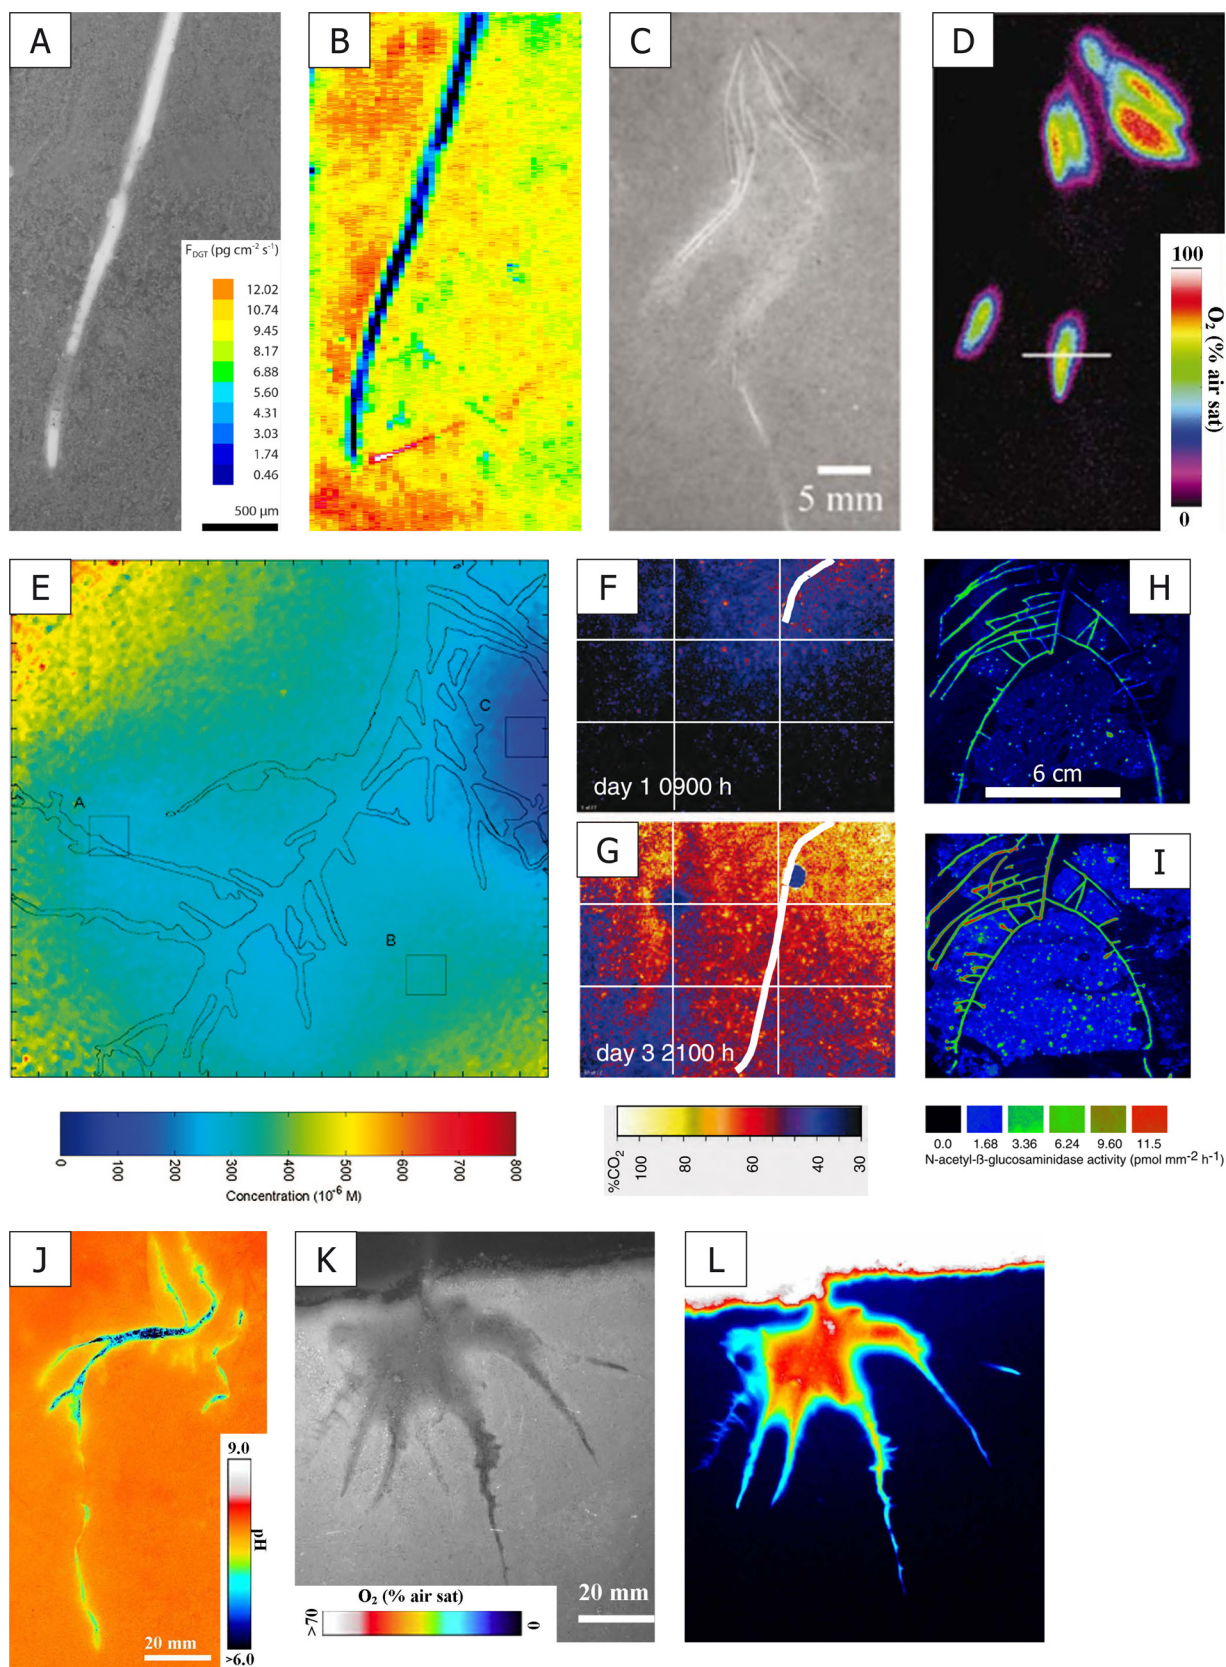 A
B
C
D
F_DGT (pg cm⁻² s⁻¹)
12.02
10.74
9.45
8.17
6.88
5.60
4.31
3.03
1.74
0.46
500 µm
5 mm
100
O₂ (% air sat)
0
E
A
B
C
0
100
200
300
400
500
600
700
800
Concentration (10⁻⁶ M)
F
day 1 0900 h
G
day 3 2100 h
%CO₂
100
80
60
40
30
H
6 cm
I
0.0 1.68 3.36 6.24 9.60 11.5
N-acetyl-ß-glucosaminidase activity (pmol mm⁻² h⁻¹)
J
9.0
pH
>6.0
20 mm
K
O₂ (% air sat)
>70
0
20 mm
L